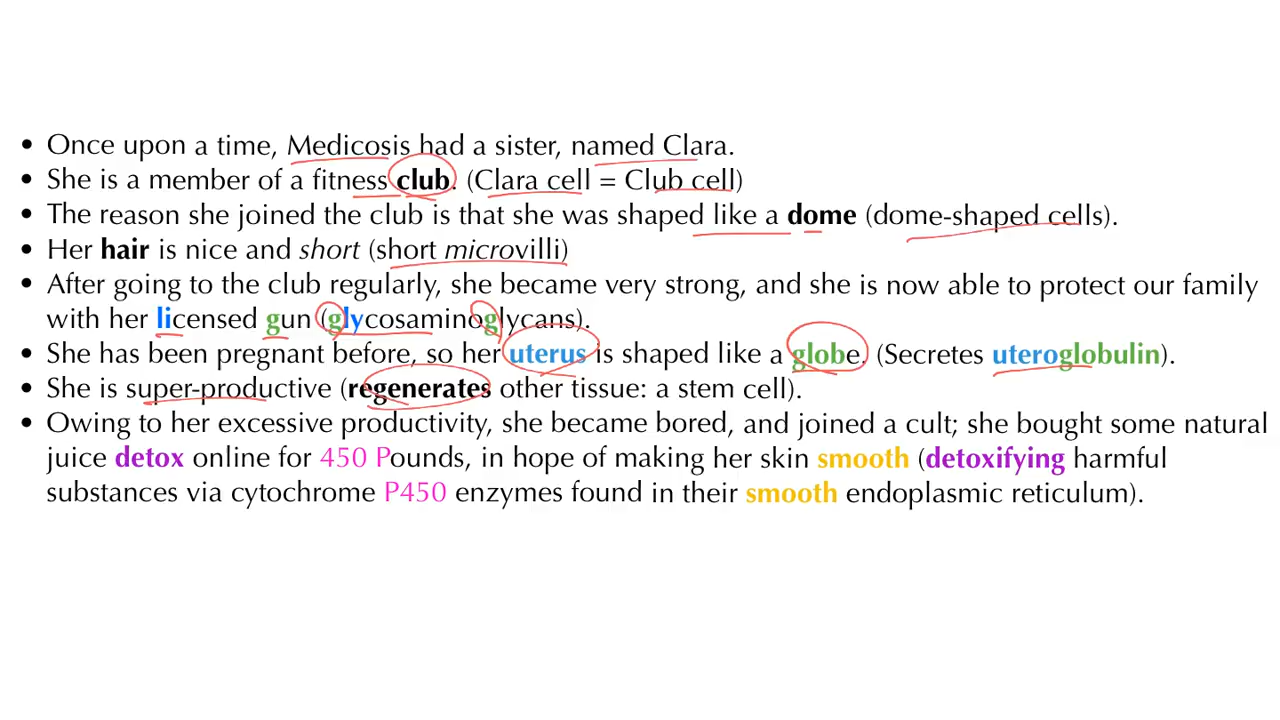 • Once upon a time, Medicosis had a sister, named Clara.
• She is a member of a fitness club. (Clara cell = Club cell)
• The reason she joined the club is that she was shaped like a dome (dome-shaped cells).
• Her hair is nice and short (short microvilli)
• After going to the club regularly, she became very strong, and she is now able to protect our family
with her licensed gun (glycosaminoglycans).
• She has been pregnant before, so her uterus is shaped like a globe. (Secretes uteroglobulin).
• She is super-productive (regenerates other tissue: a stem cell).
• Owing to her excessive productivity, she became bored, and joined a cult; she bought some natural
juice detox online for 450 Pounds, in hope of making her skin smooth (detoxifying harmful
substances via cytochrome P450 enzymes found in their smooth endoplasmic reticulum).